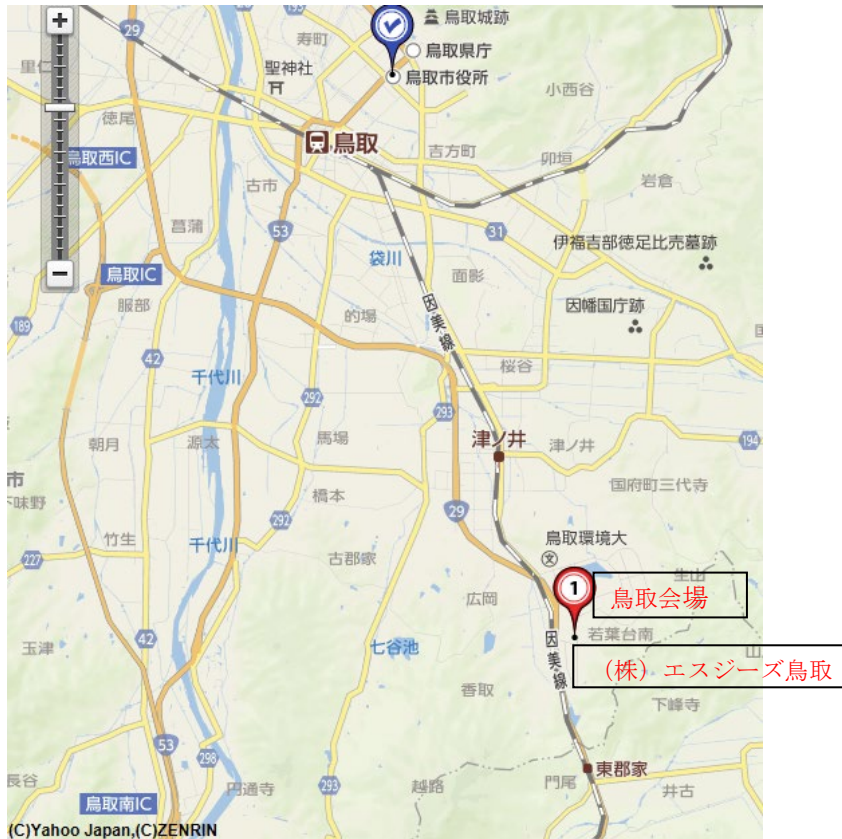 +
29
鳥取城跡
寿町
鳥取県庁
聖神社
鳥取市役所
小西谷
徳尾
鳥取
鳥取西IC
吉方町
卯垣
古市
岩倉
菖蒲
53
31
袋川
伊福吉部徳足比売墓跡
鳥取IC
面影
服部
因幡国庁跡
189
的場
因美線
42
桜谷
千代川
292
293
朝月
源太
馬場
津ノ井
津ノ井
194
市
橋本
国府町三代寺
下味野
29
竹生
292
鳥取環境大
227
千代川
古郡家
生山
1
鳥取会場
広岡
42
若葉台南
玉津
七谷池
因美線
山
(株)エスジーズ鳥取
香取
下峰寺
53
298
東郡家
長谷
円通寺
293
越路
門尾
井古
鳥取南IC
(C)Yahoo Japan,(C)ZENRIN